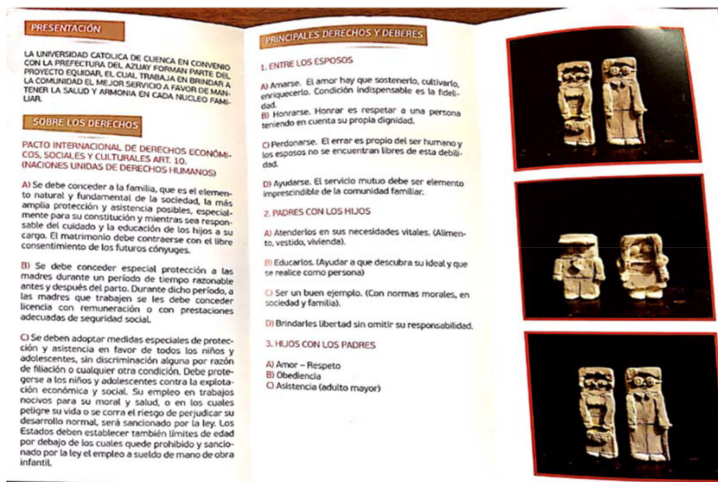 PRESENTACIÓN
LA UNIVERSIDAD CATOLICA DE CUENCA EN CONVENIO
CON LA PREFECTURA DEL AZUAY FORMAN PARTE DEL
PROYECTO EQUIDAR, EL CUAL TRABAJA EN BRINDAR A
LA COMUNIDAD EL MEJOR SERVICIO A FAVOR DE MAN-
TENER LA SALUD Y ARMONIA EN CADA NUCLEO FAMI-
LIAR.
SOBRE LOS DERECHOS
PACTO INTERNACIONAL DE DERECHOS ECONÓMI-
COS, SOCIALES Y CULTURALES ART. 10.
(NACIONES UNIDAS DE DERECHOS HUMANOS)
A) Se debe conceder a la familia, que es el elemen-
to natural y fundamental de la sociedad, la más
amplia protección y asistencia posibles, especial-
mente para su constitución y mientras sea respon-
sable del cuidado y la educación de los hijos a su
cargo. El matrimonio debe contraerse con el libre
consentimiento de los futuros cónyuges.
B) Se debe conceder especial protección a las
madres durante un período de tiempo razonable
antes y después del parto. Durante dicho período, a
las madres que trabajen se les debe conceder
licencia con remuneración o con prestaciones
adecuadas de seguridad social.
C) Se deben adoptar medidas especiales de protec-
ción y asistencia en favor de todos los niños y
adolescentes, sin discriminación alguna por razón
de filiación o cualquier otra condición. Debe prote-
gerse a los niños y adolescentes contra la explota-
ción económica y social. Su empleo en trabajos
nocivos para su moral y salud, o en los cuales
peligre su vida o se corra el riesgo de perjudicar su
desarrollo normal, será sancionado por la ley. Los
Estados deben establecer también límites de edad
por debajo de los cuales quede prohibido y sancio-
nado por la ley el empleo a sueldo de mano de obra
infantil.
PRINCIPALES DERECHOS Y DEBERES
1. ENTRE LOS ESPOSOS
A) Amarse. El amor hay que sostenerlo, cultivarlo,
enriquecerlo. Condición indispensable es la fideli-
dad.
B) Honrarse. Honrar es respetar a una persona
teniendo en cuenta su propia dignidad.
C) Perdonarse. El errar es propio del ser humano y
los esposos no se encuentran libres de esta debili-
dad.
D) Ayudarse. El servicio mutuo debe ser elemento
imprescindible de la comunidad familiar.
2. PADRES CON LOS HIJOS
A) Atenderlos en sus necesidades vitales. (Alimen-
to, vestido, vivienda).
B) Educarlos. (Ayudar a que descubra su ideal y que
se realice como persona)
C) Ser un buen ejemplo. (Con normas morales, en
sociedad y familia).
D) Brindarles libertad sin omitir su responsabilidad.
3. HIJOS CON LOS PADRES
A) Amor – Respeto
B) Obediencia
C) Asistencia (adulto mayor)